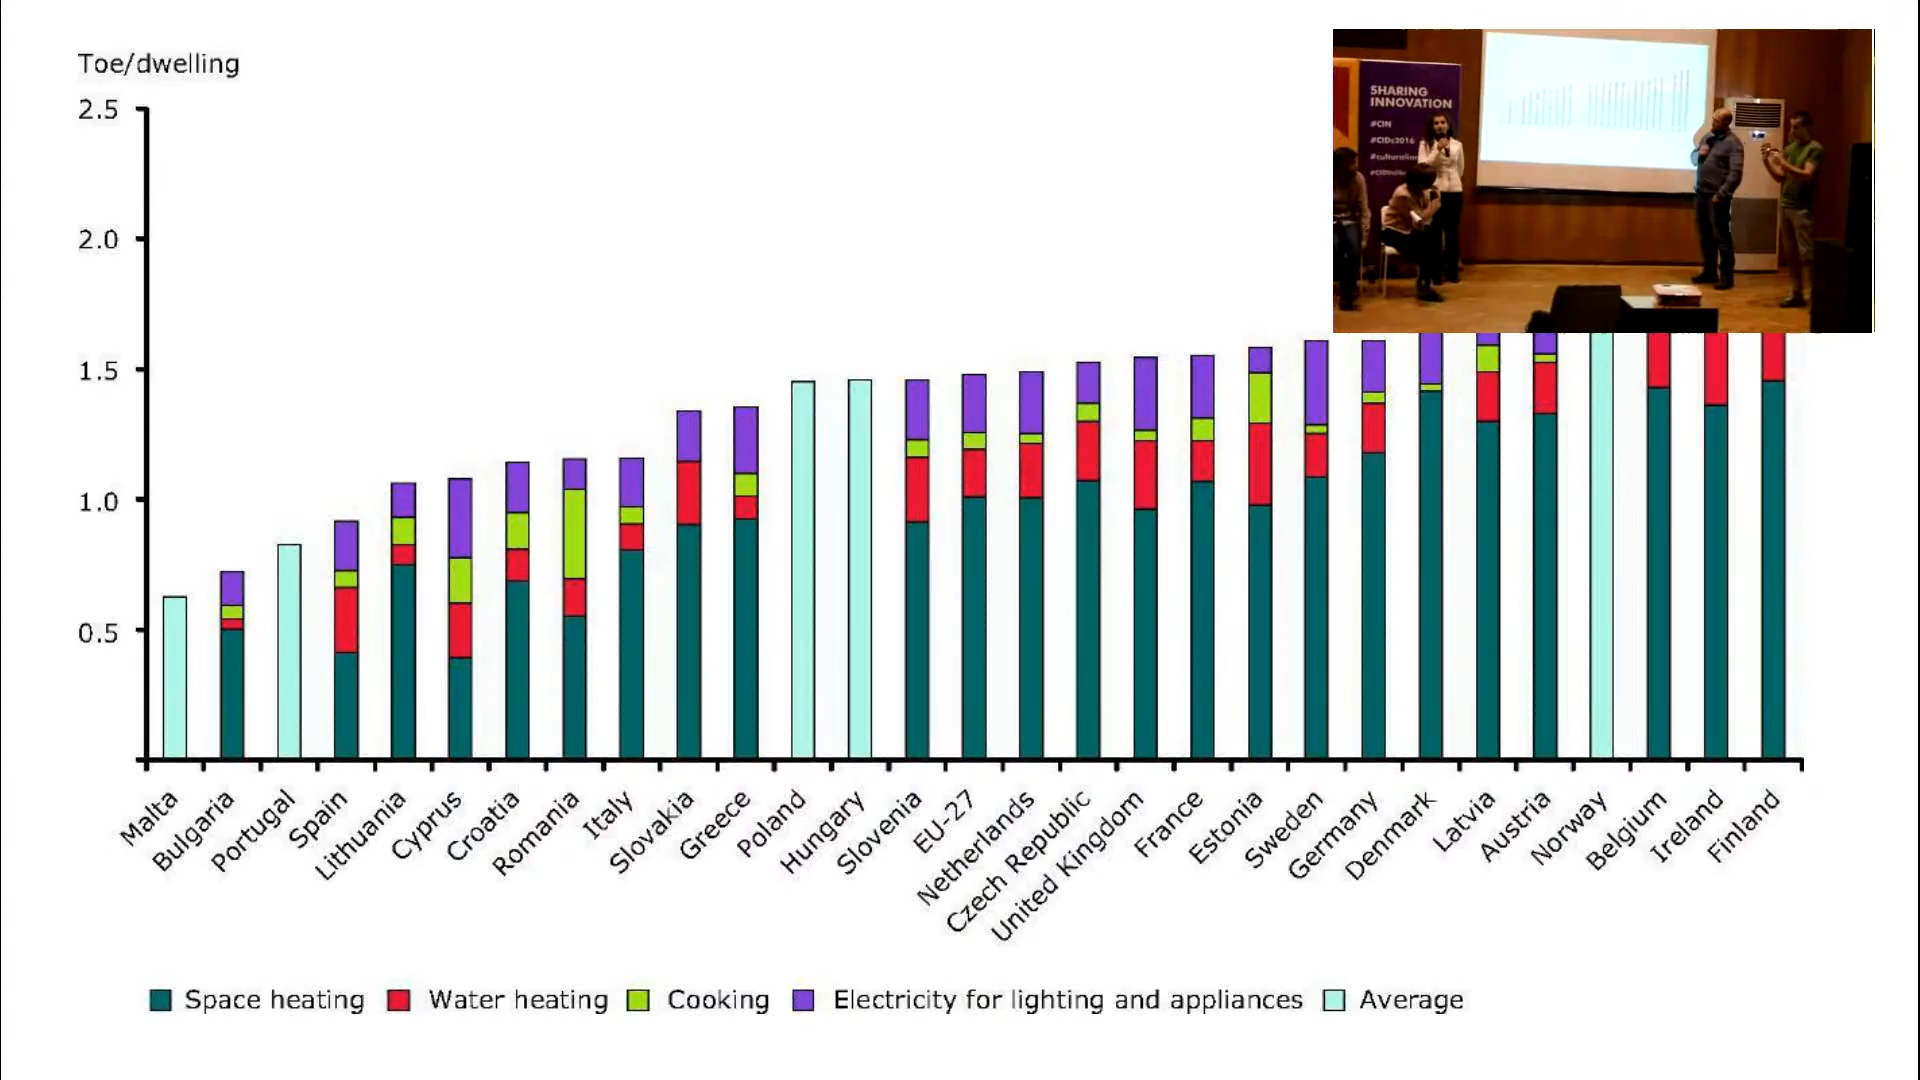 Toe/dwelling
2.5
2.0
1.5
1.0
0.5
Malta
Bulgaria
Portugal
Spain
Lithuania
Cyprus
Croatia
Romania
Italy
Slovakia
Greece
Poland
Hungary
Slovenia
EU-27
Netherlands
Czech Republic
United Kingdom
France
Estonia
Sweden
Germany
Denmark
Latvia
Austria
Norway
Belgium
Ireland
Finland
Space heating Water heating Cooking Electricity for lighting and appliances Average
SHARING
INNOVATION
#CIN
#CIDs2016